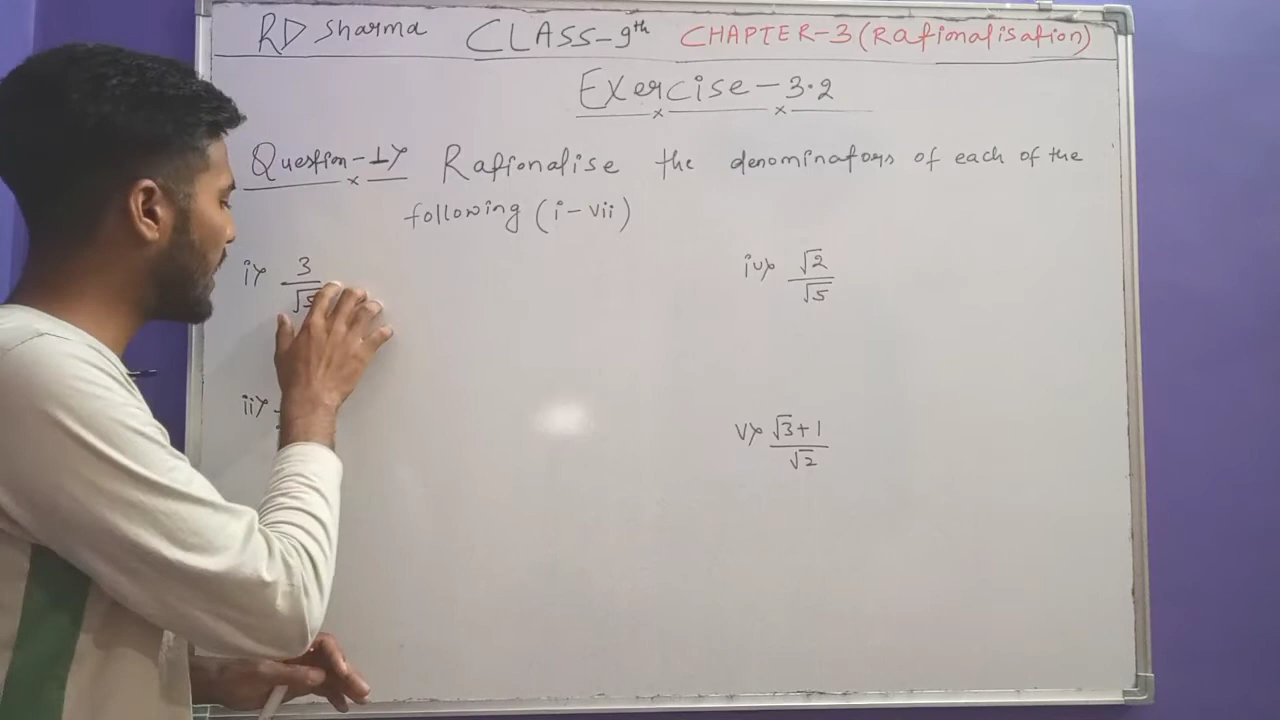 RD Sharma CLASS-9th CHAPTER-3 (Rationalisation)
Exercise-3.2
Question-1) Rationalise the denominators of each of the
following (i-vii)
i) 3/√5
iv) √2/√5
ii)
v) √3+1/√2